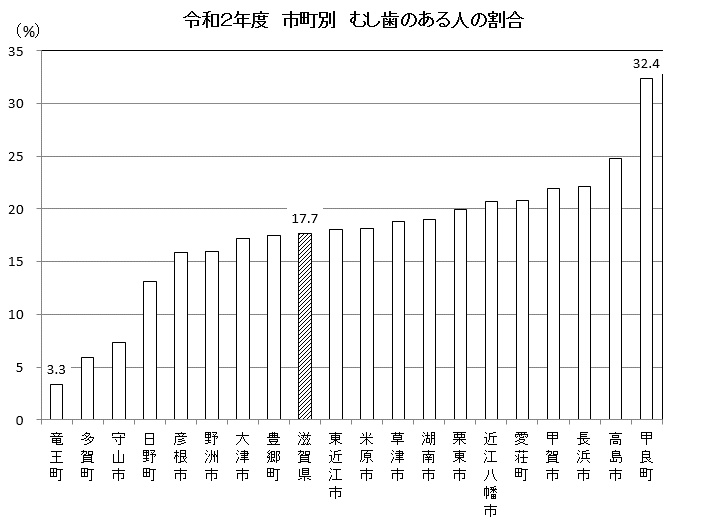 令和2年度　市町別　むし歯のある人の割合
(%)
35
30
25
20
15
10
5
0
3.3
17.7
32.4
竜王町
多賀町
守山市
日野町
彦根市
野洲市
大津市
豊郷町
滋賀県
東近江市
米原市
草津市
湖南市
栗東市
近江八幡市
愛荘町
甲賀市
長浜市
高島市
甲良町